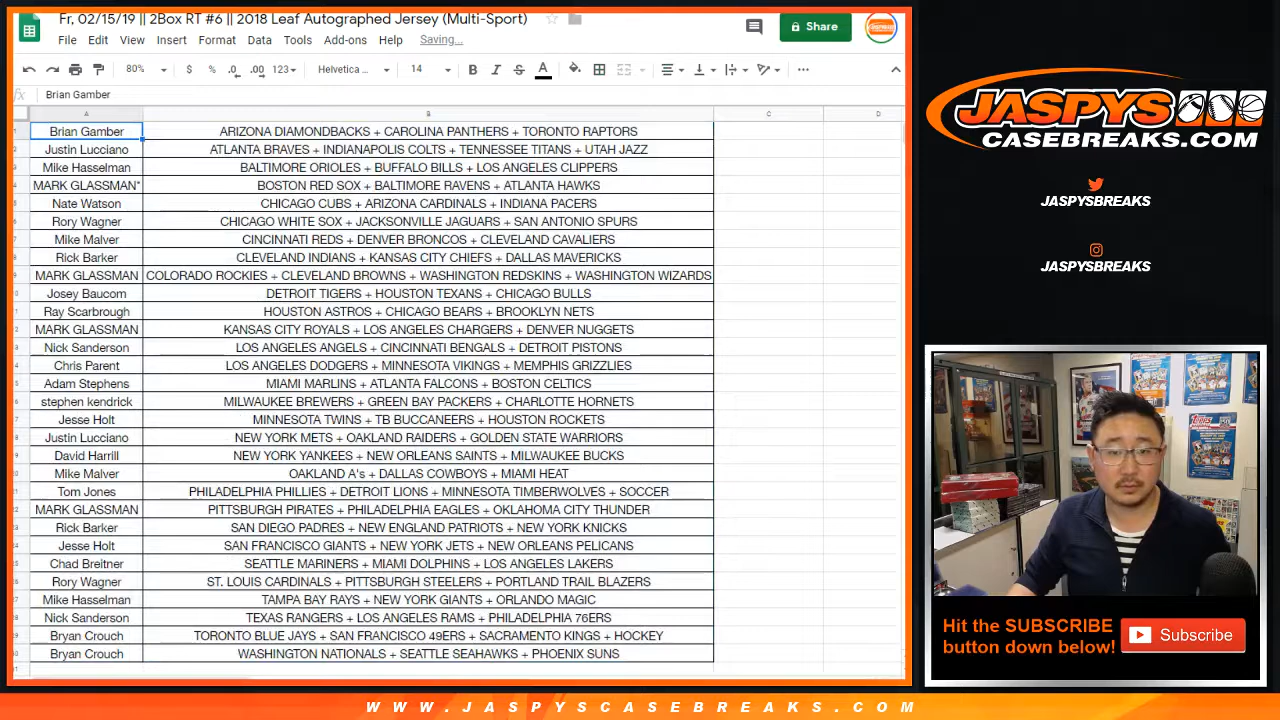 Fr, 02/15/19 || 2Box RT #6 || 2018 Leaf Autographed Jersey (Multi-Sport)
File Edit View Insert Format Data Tools Add-ons Help Saving...
Share
80% $ % .0 .00 123 Helvetica ... 14 B I S A ...
fx Brian Gamber
A B C D
Brian Gamber ARIZONA DIAMONDBACKS + CAROLINA PANTHERS + TORONTO RAPTORS
Justin Lucciano ATLANTA BRAVES + INDIANAPOLIS COLTS + TENNESSEE TITANS + UTAH JAZZ
Mike Hasselman BALTIMORE ORIOLES + BUFFALO BILLS + LOS ANGELES CLIPPERS
MARK GLASSMAN* BOSTON RED SOX + BALTIMORE RAVENS + ATLANTA HAWKS
Nate Watson CHICAGO CUBS + ARIZONA CARDINALS + INDIANA PACERS
Rory Wagner CHICAGO WHITE SOX + JACKSONVILLE JAGUARS + SAN ANTONIO SPURS
Mike Malver CINCINNATI REDS + DENVER BRONCOS + CLEVELAND CAVALIERS
Rick Barker CLEVELAND INDIANS + KANSAS CITY CHIEFS + DALLAS MAVERICKS
MARK GLASSMAN COLORADO ROCKIES + CLEVELAND BROWNS + WASHINGTON REDSKINS + WASHINGTON WIZARDS
Josey Baucom DETROIT TIGERS + HOUSTON TEXANS + CHICAGO BULLS
Ray Scarbrough HOUSTON ASTROS + CHICAGO BEARS + BROOKLYN NETS
MARK GLASSMAN KANSAS CITY ROYALS + LOS ANGELES CHARGERS + DENVER NUGGETS
Nick Sanderson LOS ANGELES ANGELS + CINCINNATI BENGALS + DETROIT PISTONS
Chris Parent LOS ANGELES DODGERS + MINNESOTA VIKINGS + MEMPHIS GRIZZLIES
Adam Stephens MIAMI MARLINS + ATLANTA FALCONS + BOSTON CELTICS
stephen kendrick MILWAUKEE BREWERS + GREEN BAY PACKERS + CHARLOTTE HORNETS
Jesse Holt MINNESOTA TWINS + TB BUCCANEERS + HOUSTON ROCKETS
Justin Lucciano NEW YORK METS + OAKLAND RAIDERS + GOLDEN STATE WARRIORS
David Harrill NEW YORK YANKEES + NEW ORLEANS SAINTS + MILWAUKEE BUCKS
Mike Malver OAKLAND A's + DALLAS COWBOYS + MIAMI HEAT
Tom Jones PHILADELPHIA PHILLIES + DETROIT LIONS + MINNESOTA TIMBERWOLVES + SOCCER
MARK GLASSMAN PITTSBURGH PIRATES + PHILADELPHIA EAGLES + OKLAHOMA CITY THUNDER
Rick Barker SAN DIEGO PADRES + NEW ENGLAND PATRIOTS + NEW YORK KNICKS
Jesse Holt SAN FRANCISCO GIANTS + NEW YORK JETS + NEW ORLEANS PELICANS
Chad Breitner SEATTLE MARINERS + MIAMI DOLPHINS + LOS ANGELES LAKERS
Rory Wagner ST. LOUIS CARDINALS + PITTSBURGH STEELERS + PORTLAND TRAIL BLAZERS
Mike Hasselman TAMPA BAY RAYS + NEW YORK GIANTS + ORLANDO MAGIC
Nick Sanderson TEXAS RANGERS + LOS ANGELES RAMS + PHILADELPHIA 76ERS
Bryan Crouch TORONTO BLUE JAYS + SAN FRANCISCO 49ERS + SACRAMENTO KINGS + HOCKEY
Bryan Crouch WASHINGTON NATIONALS + SEATTLE SEAHAWKS + PHOENIX SUNS
JASPYS
CASEBREAKS.COM
JASPYSBREAKS
JASPYSBREAKS
Topps
Hit the SUBSCRIBE
button down below!
Subscribe
WWW.JASPYSCASEBREAKS.COM